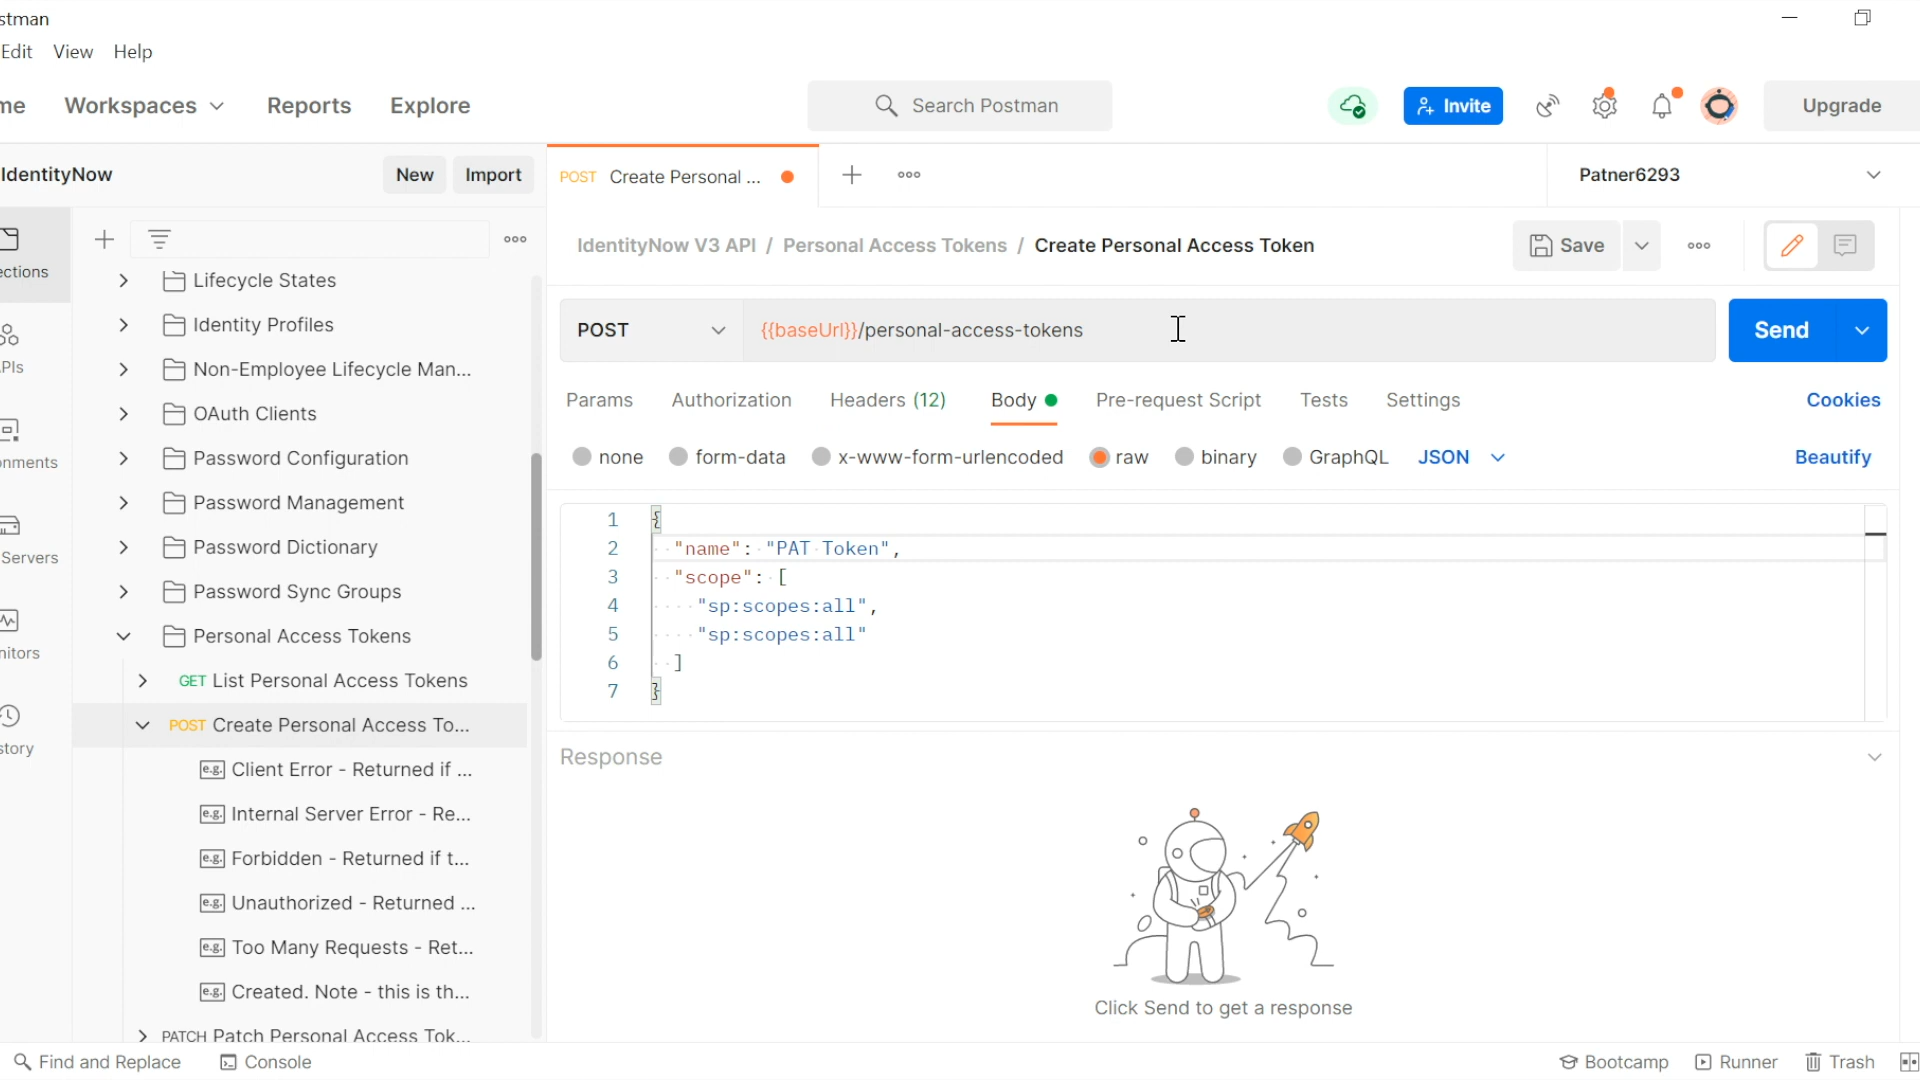 stman
Edit View Help
me Workspaces Reports Explore Search Postman Invite Upgrade
IdentityNow New Import
POST Create Personal ... Patner6293
IdentityNow V3 API / Personal Access Tokens / Create Personal Access Token Save
POST {{baseUrl}}/personal-access-tokens Send
Params Authorization Headers (12) Body Pre-request Script Tests Settings Cookies
none form-data x-www-form-urlencoded raw binary GraphQL JSON Beautify
1 {
2 "name": "PAT Token",
3 "scope": [
4 "sp:scopes:all",
5 "sp:scopes:all"
6 ]
7 }
Response
Click Send to get a response
ections
PIs
onments
Servers
nitors
story
Lifecycle States
Identity Profiles
Non-Employee Lifecycle Man...
OAuth Clients
Password Configuration
Password Management
Password Dictionary
Password Sync Groups
Personal Access Tokens
GET List Personal Access Tokens
POST Create Personal Access To...
e.g. Client Error - Returned if ...
e.g. Internal Server Error - Re...
e.g. Forbidden - Returned if t...
e.g. Unauthorized - Returned ...
e.g. Too Many Requests - Ret...
e.g. Created. Note - this is th...
PATCH Patch Personal Access Tok...
Find and Replace Console Bootcamp Runner Trash